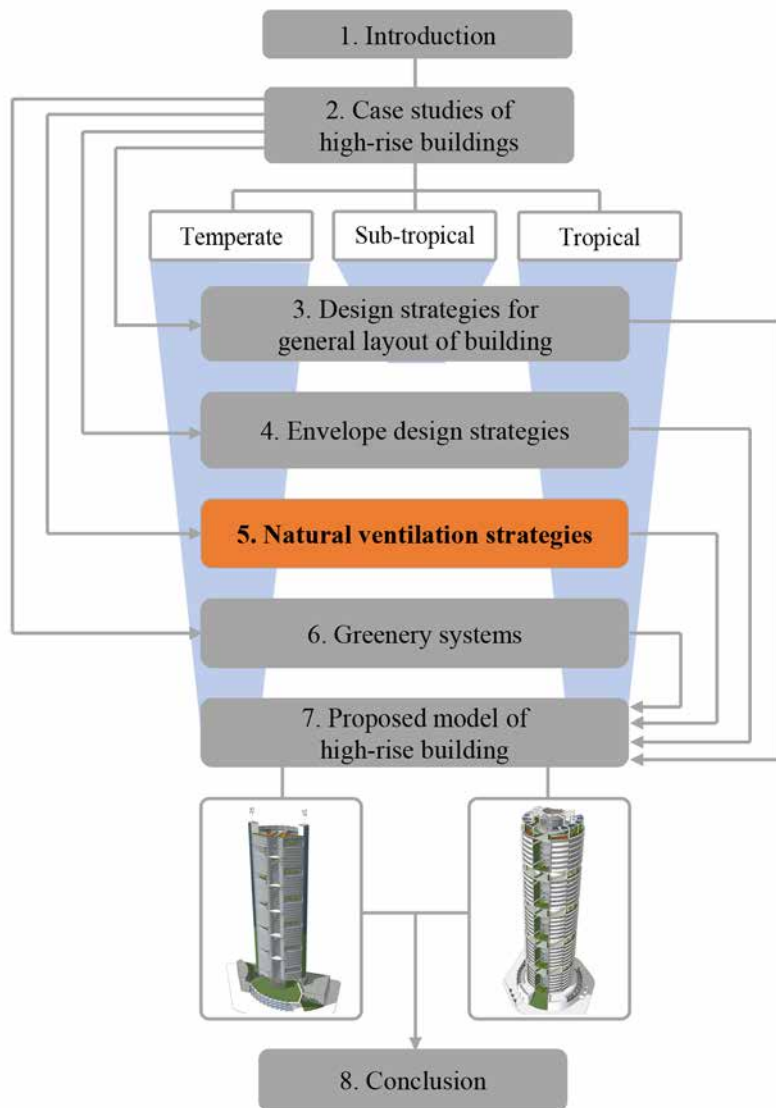 1. Introduction
2. Case studies of
high-rise buildings
Temperate
Sub-tropical
Tropical
3. Design strategies for
general layout of building
4. Envelope design strategies
5. Natural ventilation strategies
6. Greenery systems
7. Proposed model of
high-rise building
8. Conclusion